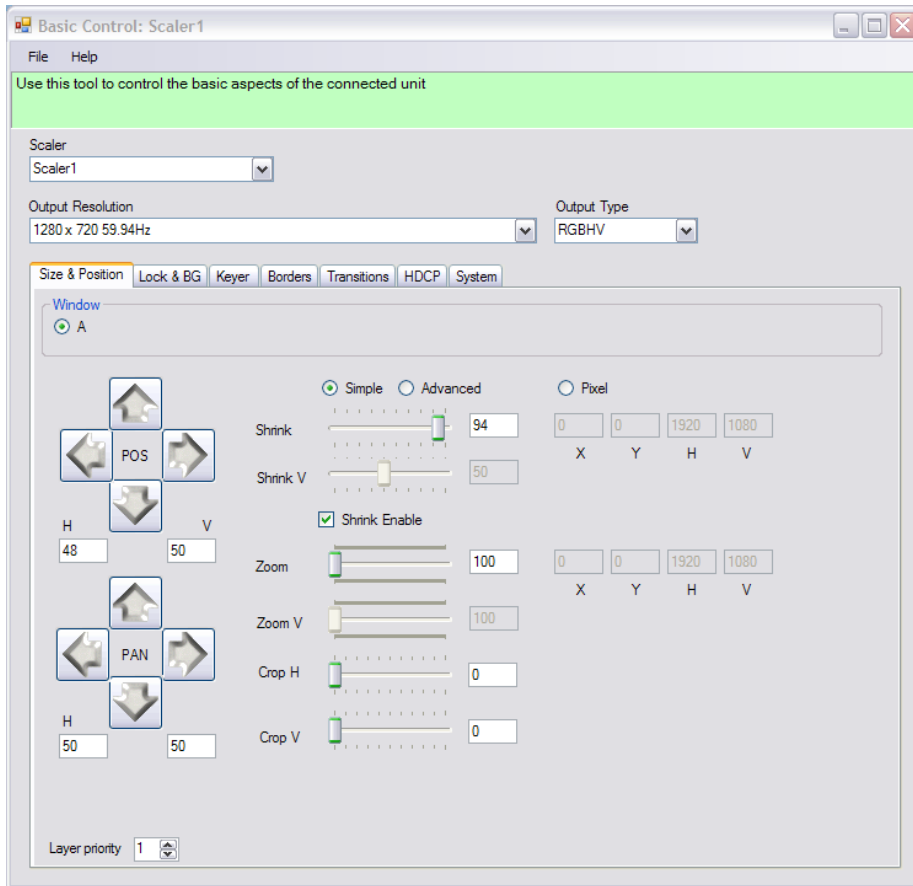 Basic Control: Scaler1
File Help
Use this tool to control the basic aspects of the connected unit
Scaler
Scaler1
Output Resolution Output Type
1280 x 720 59.94Hz RGBHV
Size & Position Lock & BG Keyer Borders Transitions HDCP System
Window
A
Simple Advanced Pixel
Shrink 94 0 0 1920 1080
X Y H V
POS
Shrink V 50
H V
Shrink Enable
48 50
Zoom 100 0 0 1920 1080
X Y H V
Zoom V 100
PAN
Crop H 0
H
50 50
Crop V 0
Layer priority 1